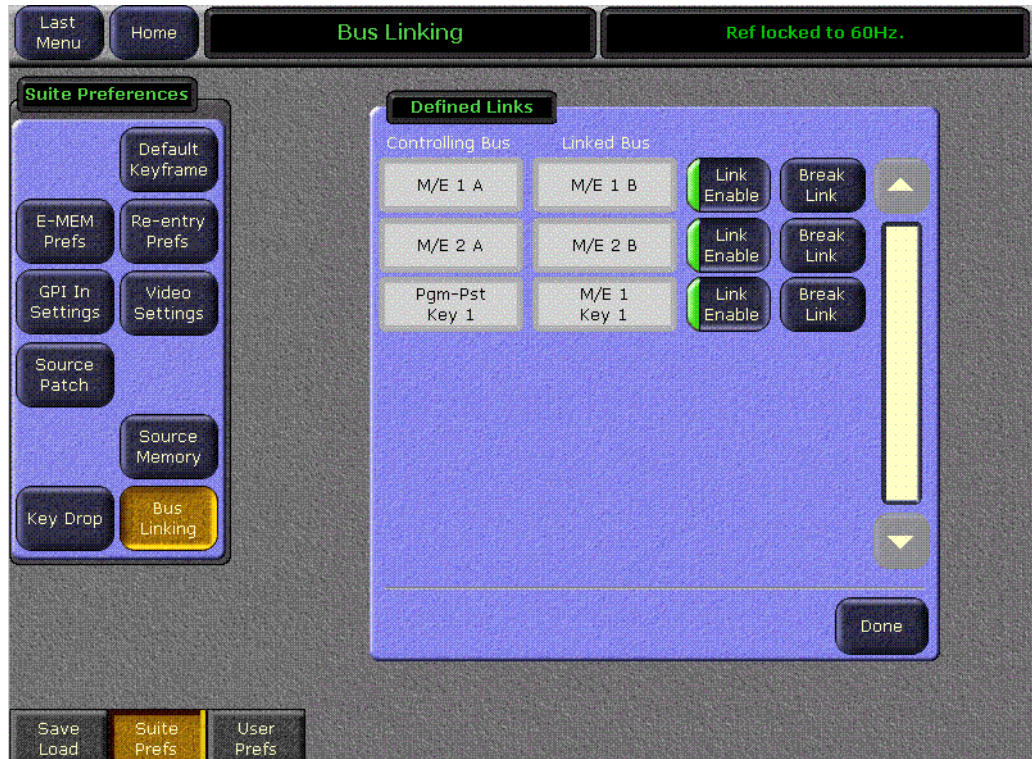 Last
Menu
Home
Bus Linking
Ref locked to 60Hz.
Suite Preferences
Default
Keyframe
E-MEM
Prefs
Re-entry
Prefs
GPI In
Settings
Video
Settings
Source
Patch
Source
Memory
Key Drop
Bus
Linking
Defined Links
Controlling Bus
Linked Bus
M/E 1 A
M/E 1 B
Link
Enable
Break
Link
M/E 2 A
M/E 2 B
Link
Enable
Break
Link
Pgm-Pst
Key 1
M/E 1
Key 1
Link
Enable
Break
Link
Done
Save
Load
Suite
Prefs
User
Prefs